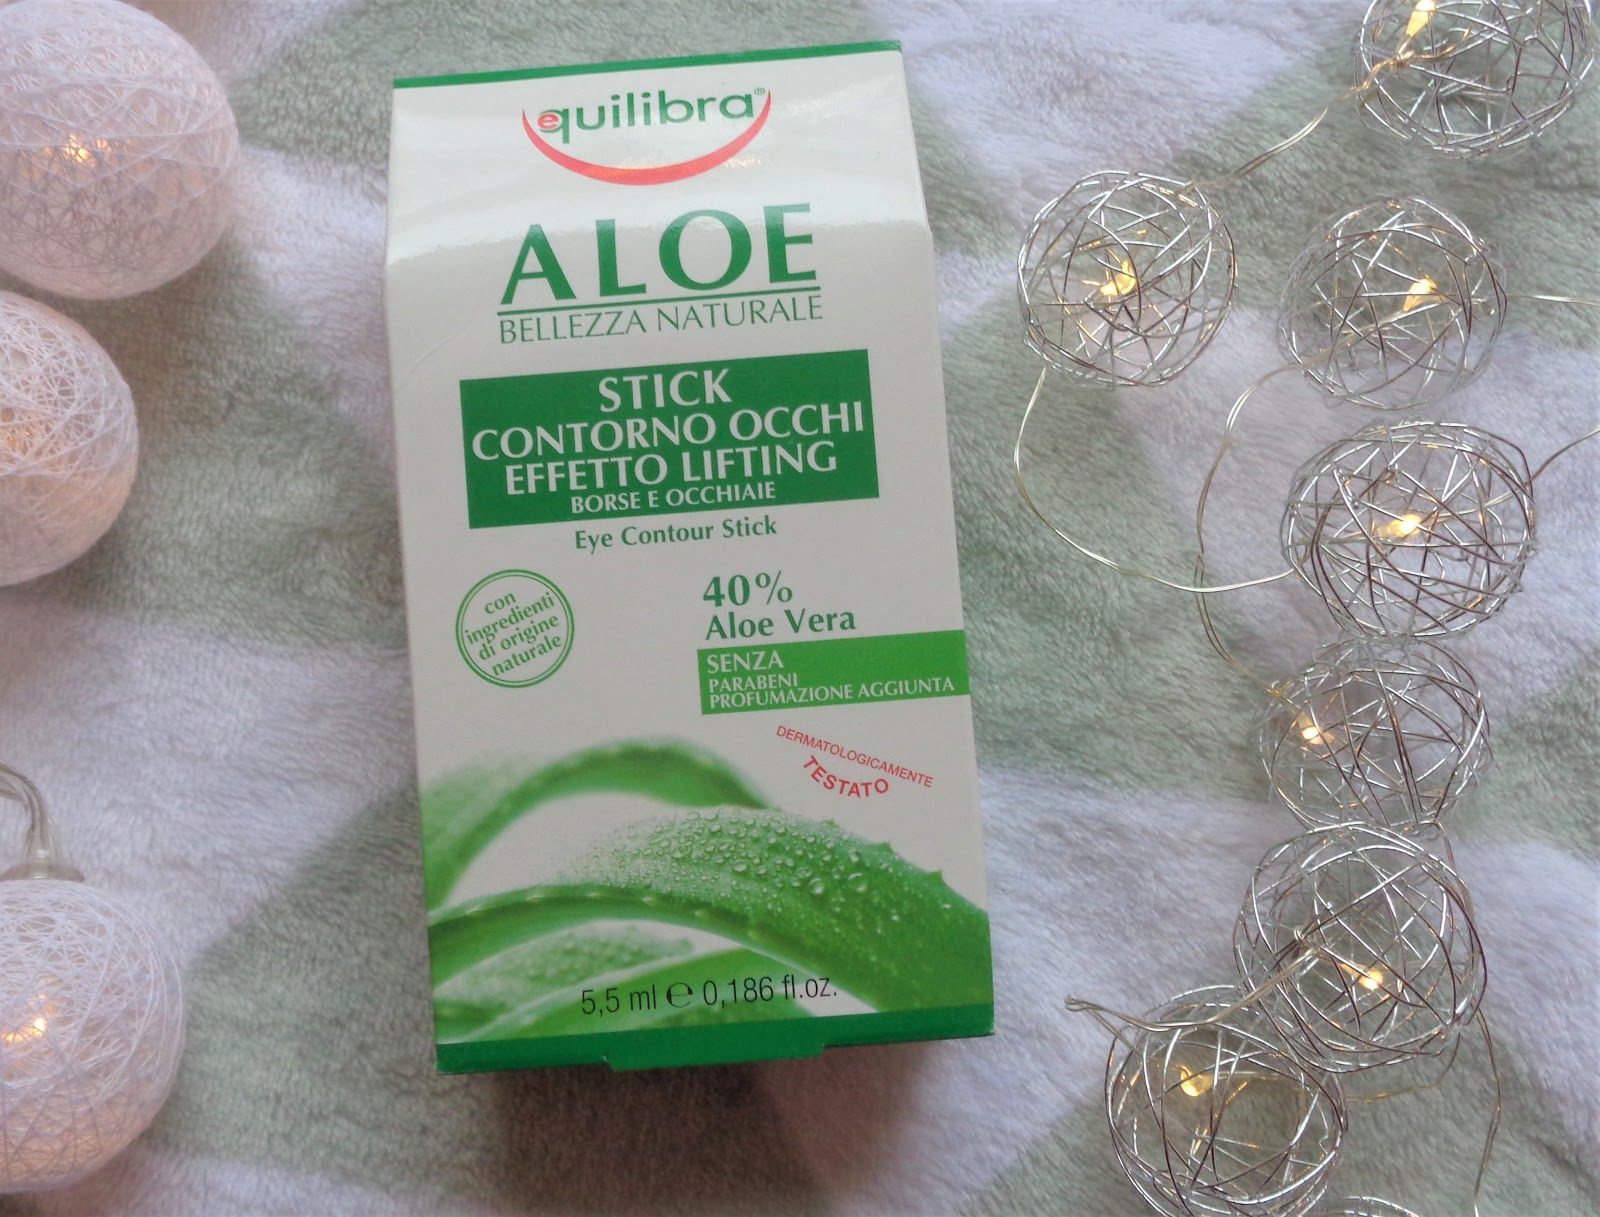 equilibra®
ALOE
BELLEZZA NATURALE
STICK
CONTORNO OCCHI
EFFETTO LIFTING
BORSE E OCCHIAIE
Eye Contour Stick
con
ingredienti
di origine
naturale
40%
Aloe Vera
SENZA
PARABENI
PROFUMAZIONE AGGIUNTA
DERMATOLOGICAMENTE
TESTATO
5,5 ml ℮ 0,186 fl.oz.